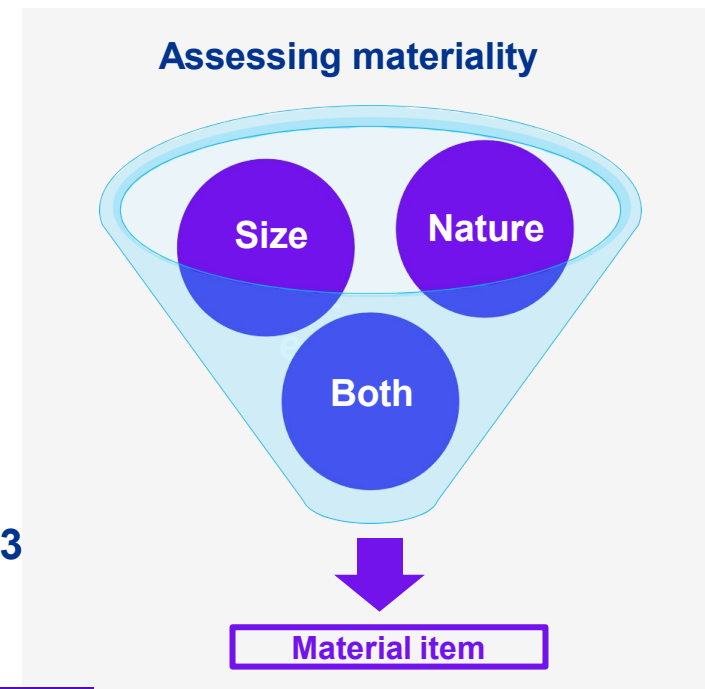 Assessing materiality
Size
Nature
e
Both
3
Material item